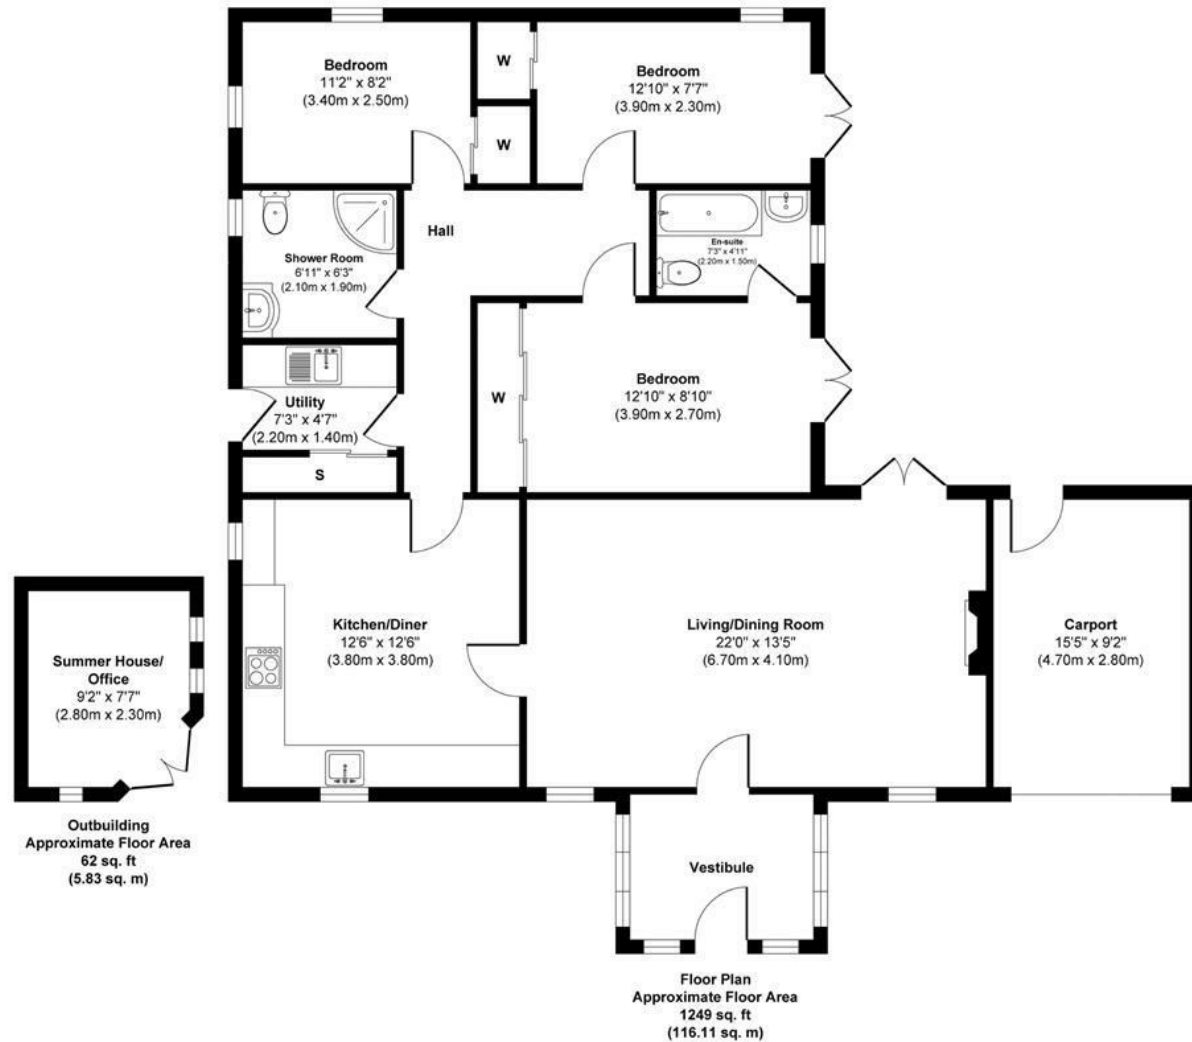 Bedroom
11'2" x 8'2"
(3.40m x 2.50m)
W
W
Bedroom
12'10" x 7'7"
(3.90m x 2.30m)
Hall
Shower Room
6'11" x 6'3"
(2.10m x 1.90m)
En-suite
7'3" x 4'11"
(2.20m x 1.50m)
Utility
7'3" x 4'7"
(2.20m x 1.40m)
S
W
Bedroom
12'10" x 8'10"
(3.90m x 2.70m)
Kitchen/Diner
12'6" x 12'6"
(3.80m x 3.80m)
Living/Dining Room
22'0" x 13'5"
(6.70m x 4.10m)
Carport
15'5" x 9'2"
(4.70m x 2.80m)
Summer House/
Office
9'2" x 7'7"
(2.80m x 2.30m)
Outbuilding
Approximate Floor Area
62 sq. ft
(5.83 sq. m)
Vestibule
Floor Plan
Approximate Floor Area
1249 sq. ft
(116.11 sq. m)